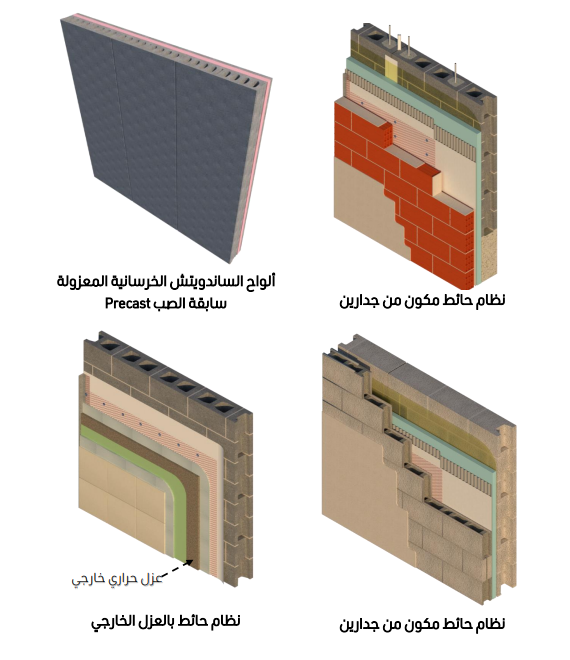 ألواح الساندويتش الخرسانية المعزولة
سابقة الصب Precast
نظام حائط مكون من جدارين
عزل حراري خارجي
نظام حائط بالعزل الخارجي
نظام حائط مكون من جدارين